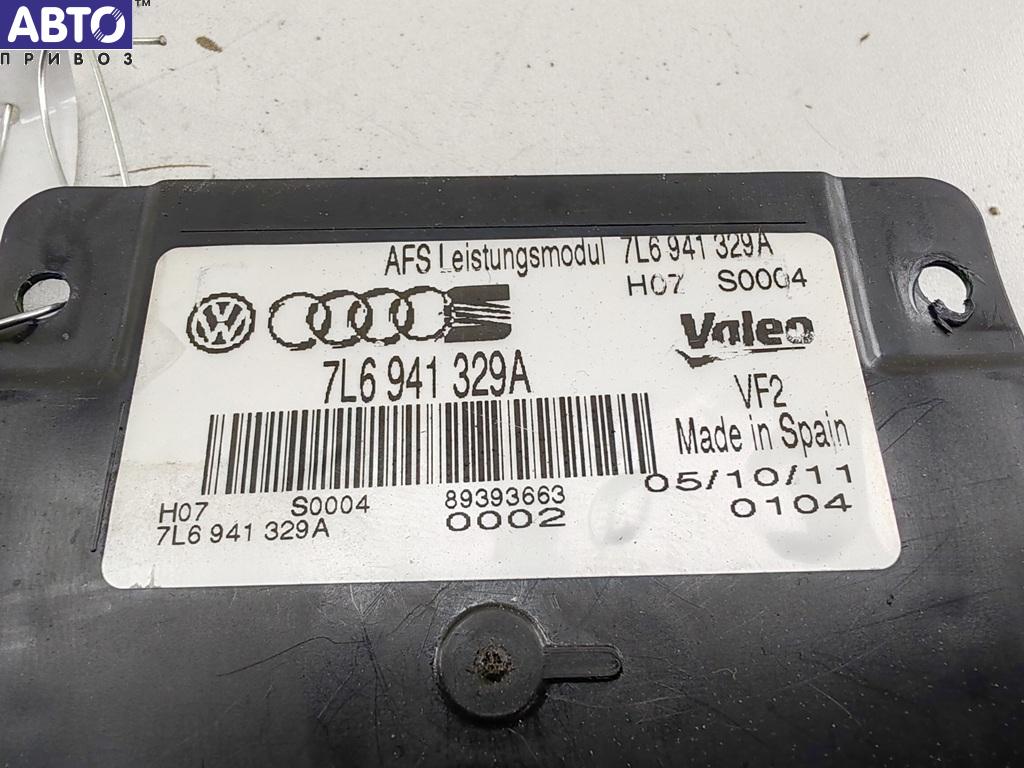 АВТО™
ПРИВОЗ
AFS Leistungsmodul 7L6 941 329A
H07 S0004
Valeo
7L6 941 329A
VF2
Made in Spain
05/10/11
0104
H07 S0004 89393663
7L6 941 329A 0002